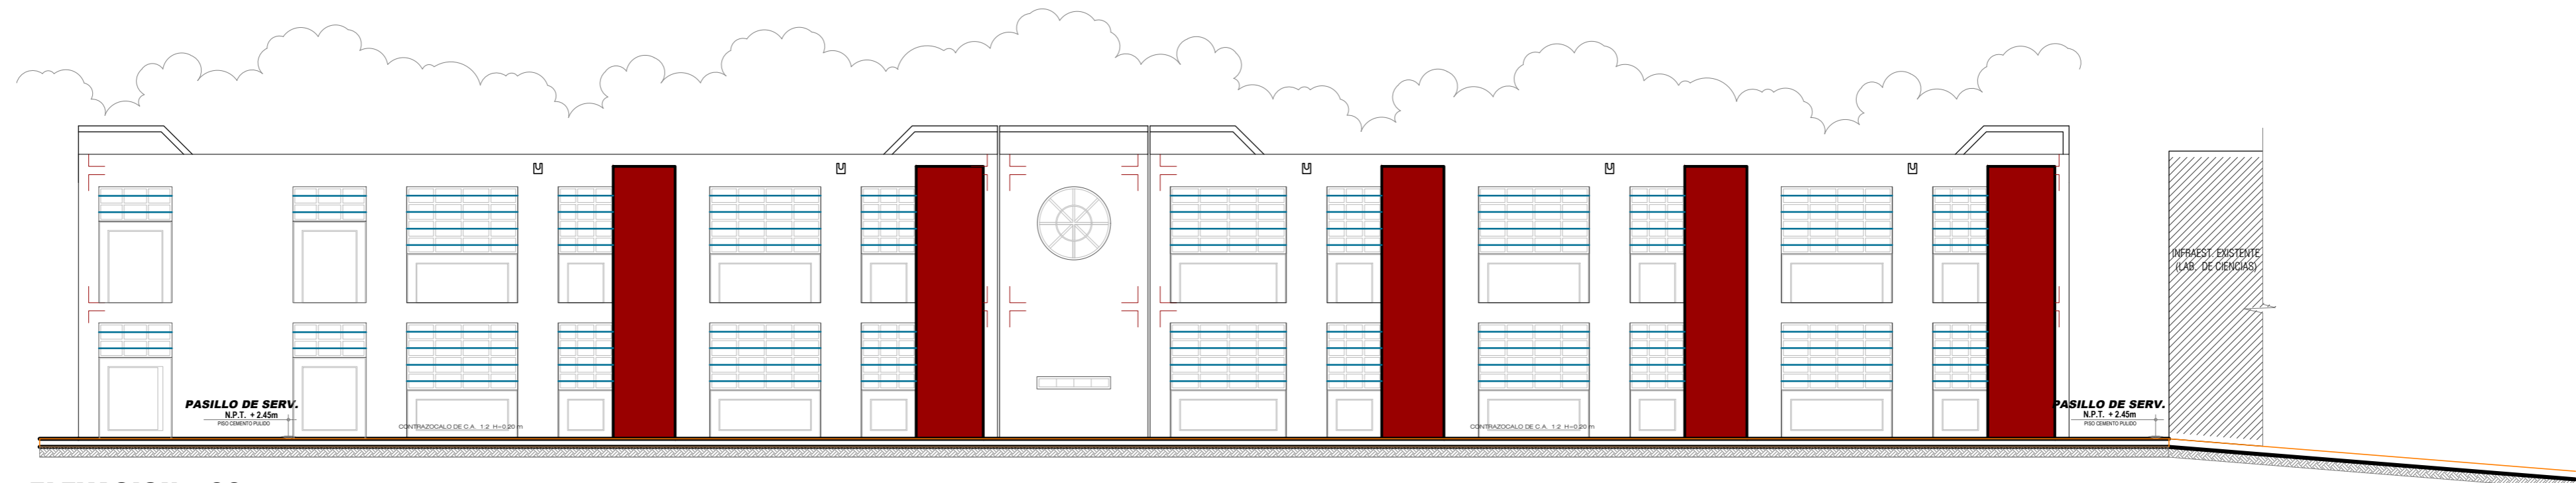 INFRAEST. EXISTENTE
(LAB. DE CIENCIAS)
PASILLO DE SERV.
N.P.T. + 2.45m
PISO CEMENTO PULIDO
CONTRAZOCALO DE C.A. 1:2 H=0,20 m
CONTRAZOCALO DE C.A. 1:2 H=0,20 m
PASILLO DE SERV.
N.P.T. + 2.45m
PISO CEMENTO PULIDO